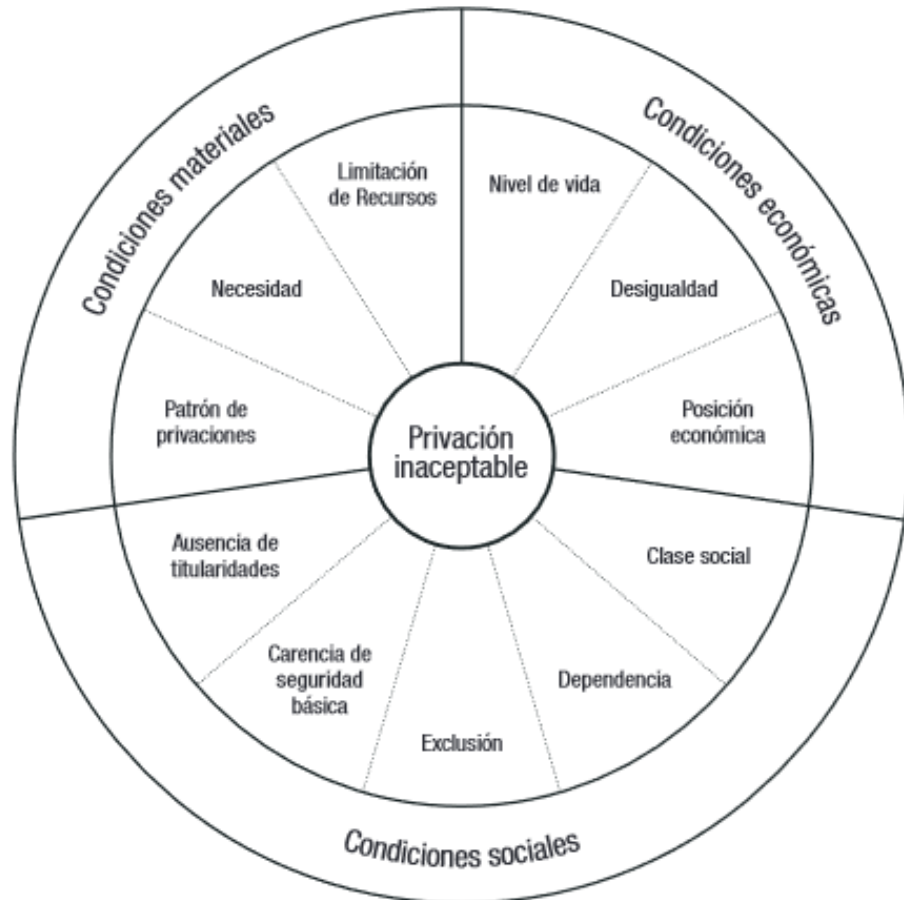 Condiciones materiales
Condiciones económicas
Limitación
de Recursos
Nivel de vida
Necesidad
Desigualdad
Patrón de
privaciones
Posición
económica
Privación
inaceptable
Ausencia de
titularidades
Clase social
Carencia de
seguridad
básica
Dependencia
Exclusión
Condiciones sociales